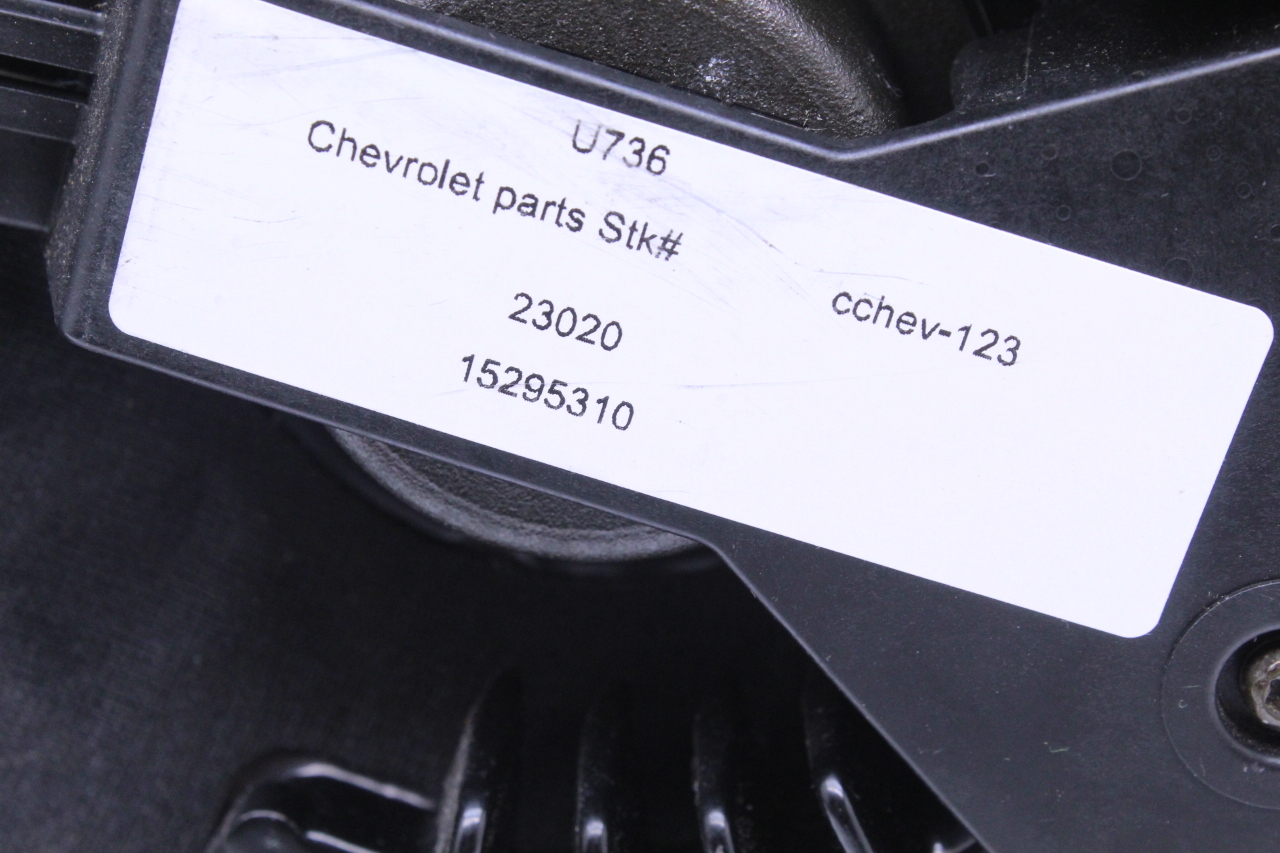 U736
Chevrolet parts Stk#
cchev-123
23020
15295310